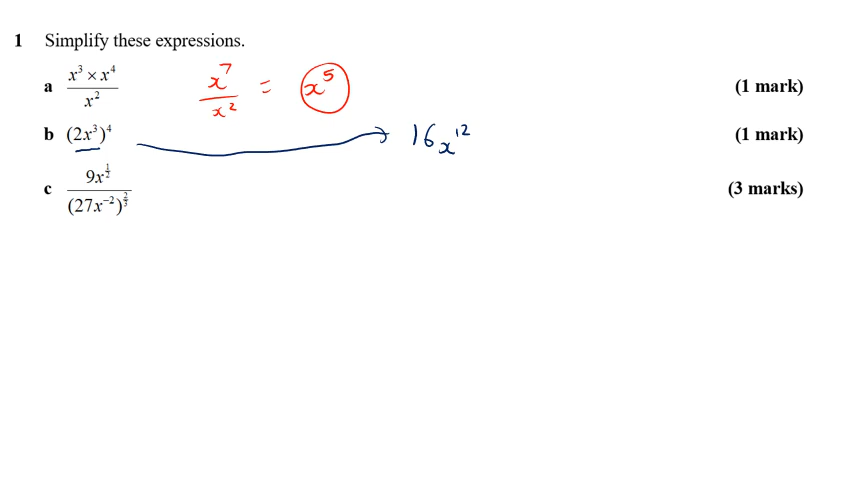 1 Simplify these expressions.
a x³ × x⁴ / x² x⁷ / x² = x⁵ (1 mark)
b (2x³)⁴ 16x¹² (1 mark)
c 9x^(1/2) / (27x⁻²)^(2/3) (3 marks)